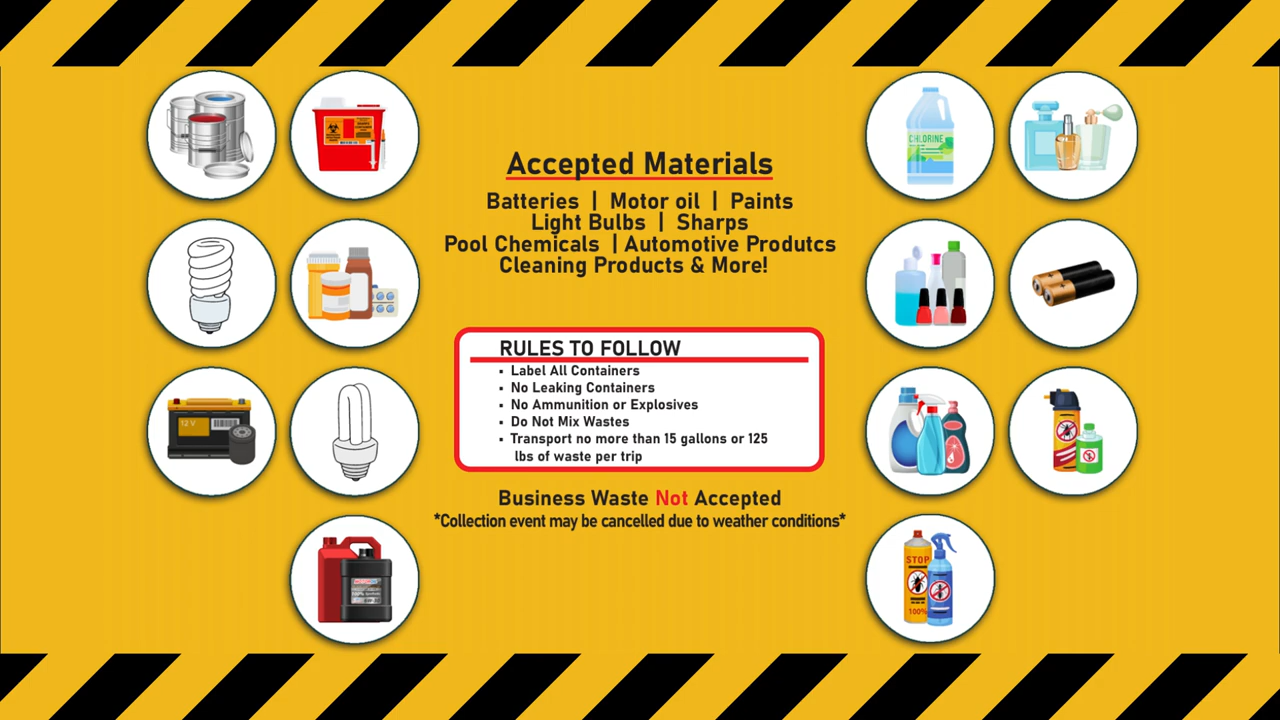 Accepted Materials
Batteries | Motor oil | Paints
Light Bulbs | Sharps
Pool Chemicals | Automotive Produtcs
Cleaning Products & More!
RULES TO FOLLOW
▪ Label All Containers
▪ No Leaking Containers
▪ No Ammunition or Explosives
▪ Do Not Mix Wastes
▪ Transport no more than 15 gallons or 125
lbs of waste per trip
Business Waste Not Accepted
*Collection event may be cancelled due to weather conditions*
12 V
CHLORINE
STOP
100%